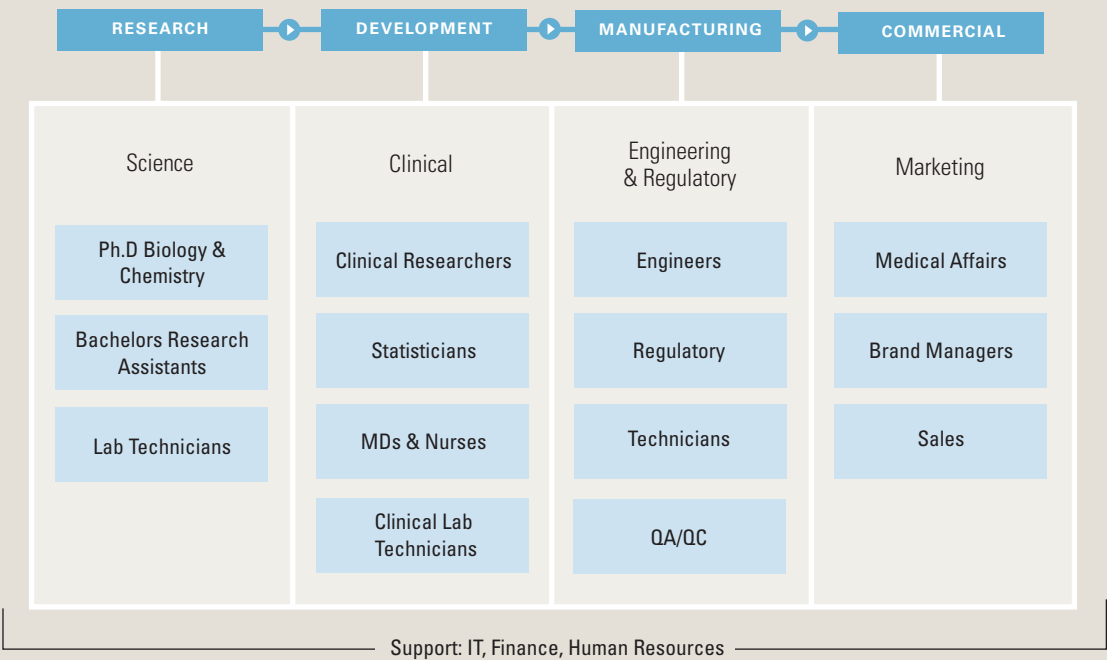 RESEARCH
DEVELOPMENT
MANUFACTURING
COMMERCIAL
Science
Ph.D Biology &
Chemistry
Bachelors Research
Assistants
Lab Technicians
Clinical
Clinical Researchers
Statisticians
MDs & Nurses
Clinical Lab
Technicians
Engineering
& Regulatory
Engineers
Regulatory
Technicians
QA/QC
Marketing
Medical Affairs
Brand Managers
Sales
Support: IT, Finance, Human Resources